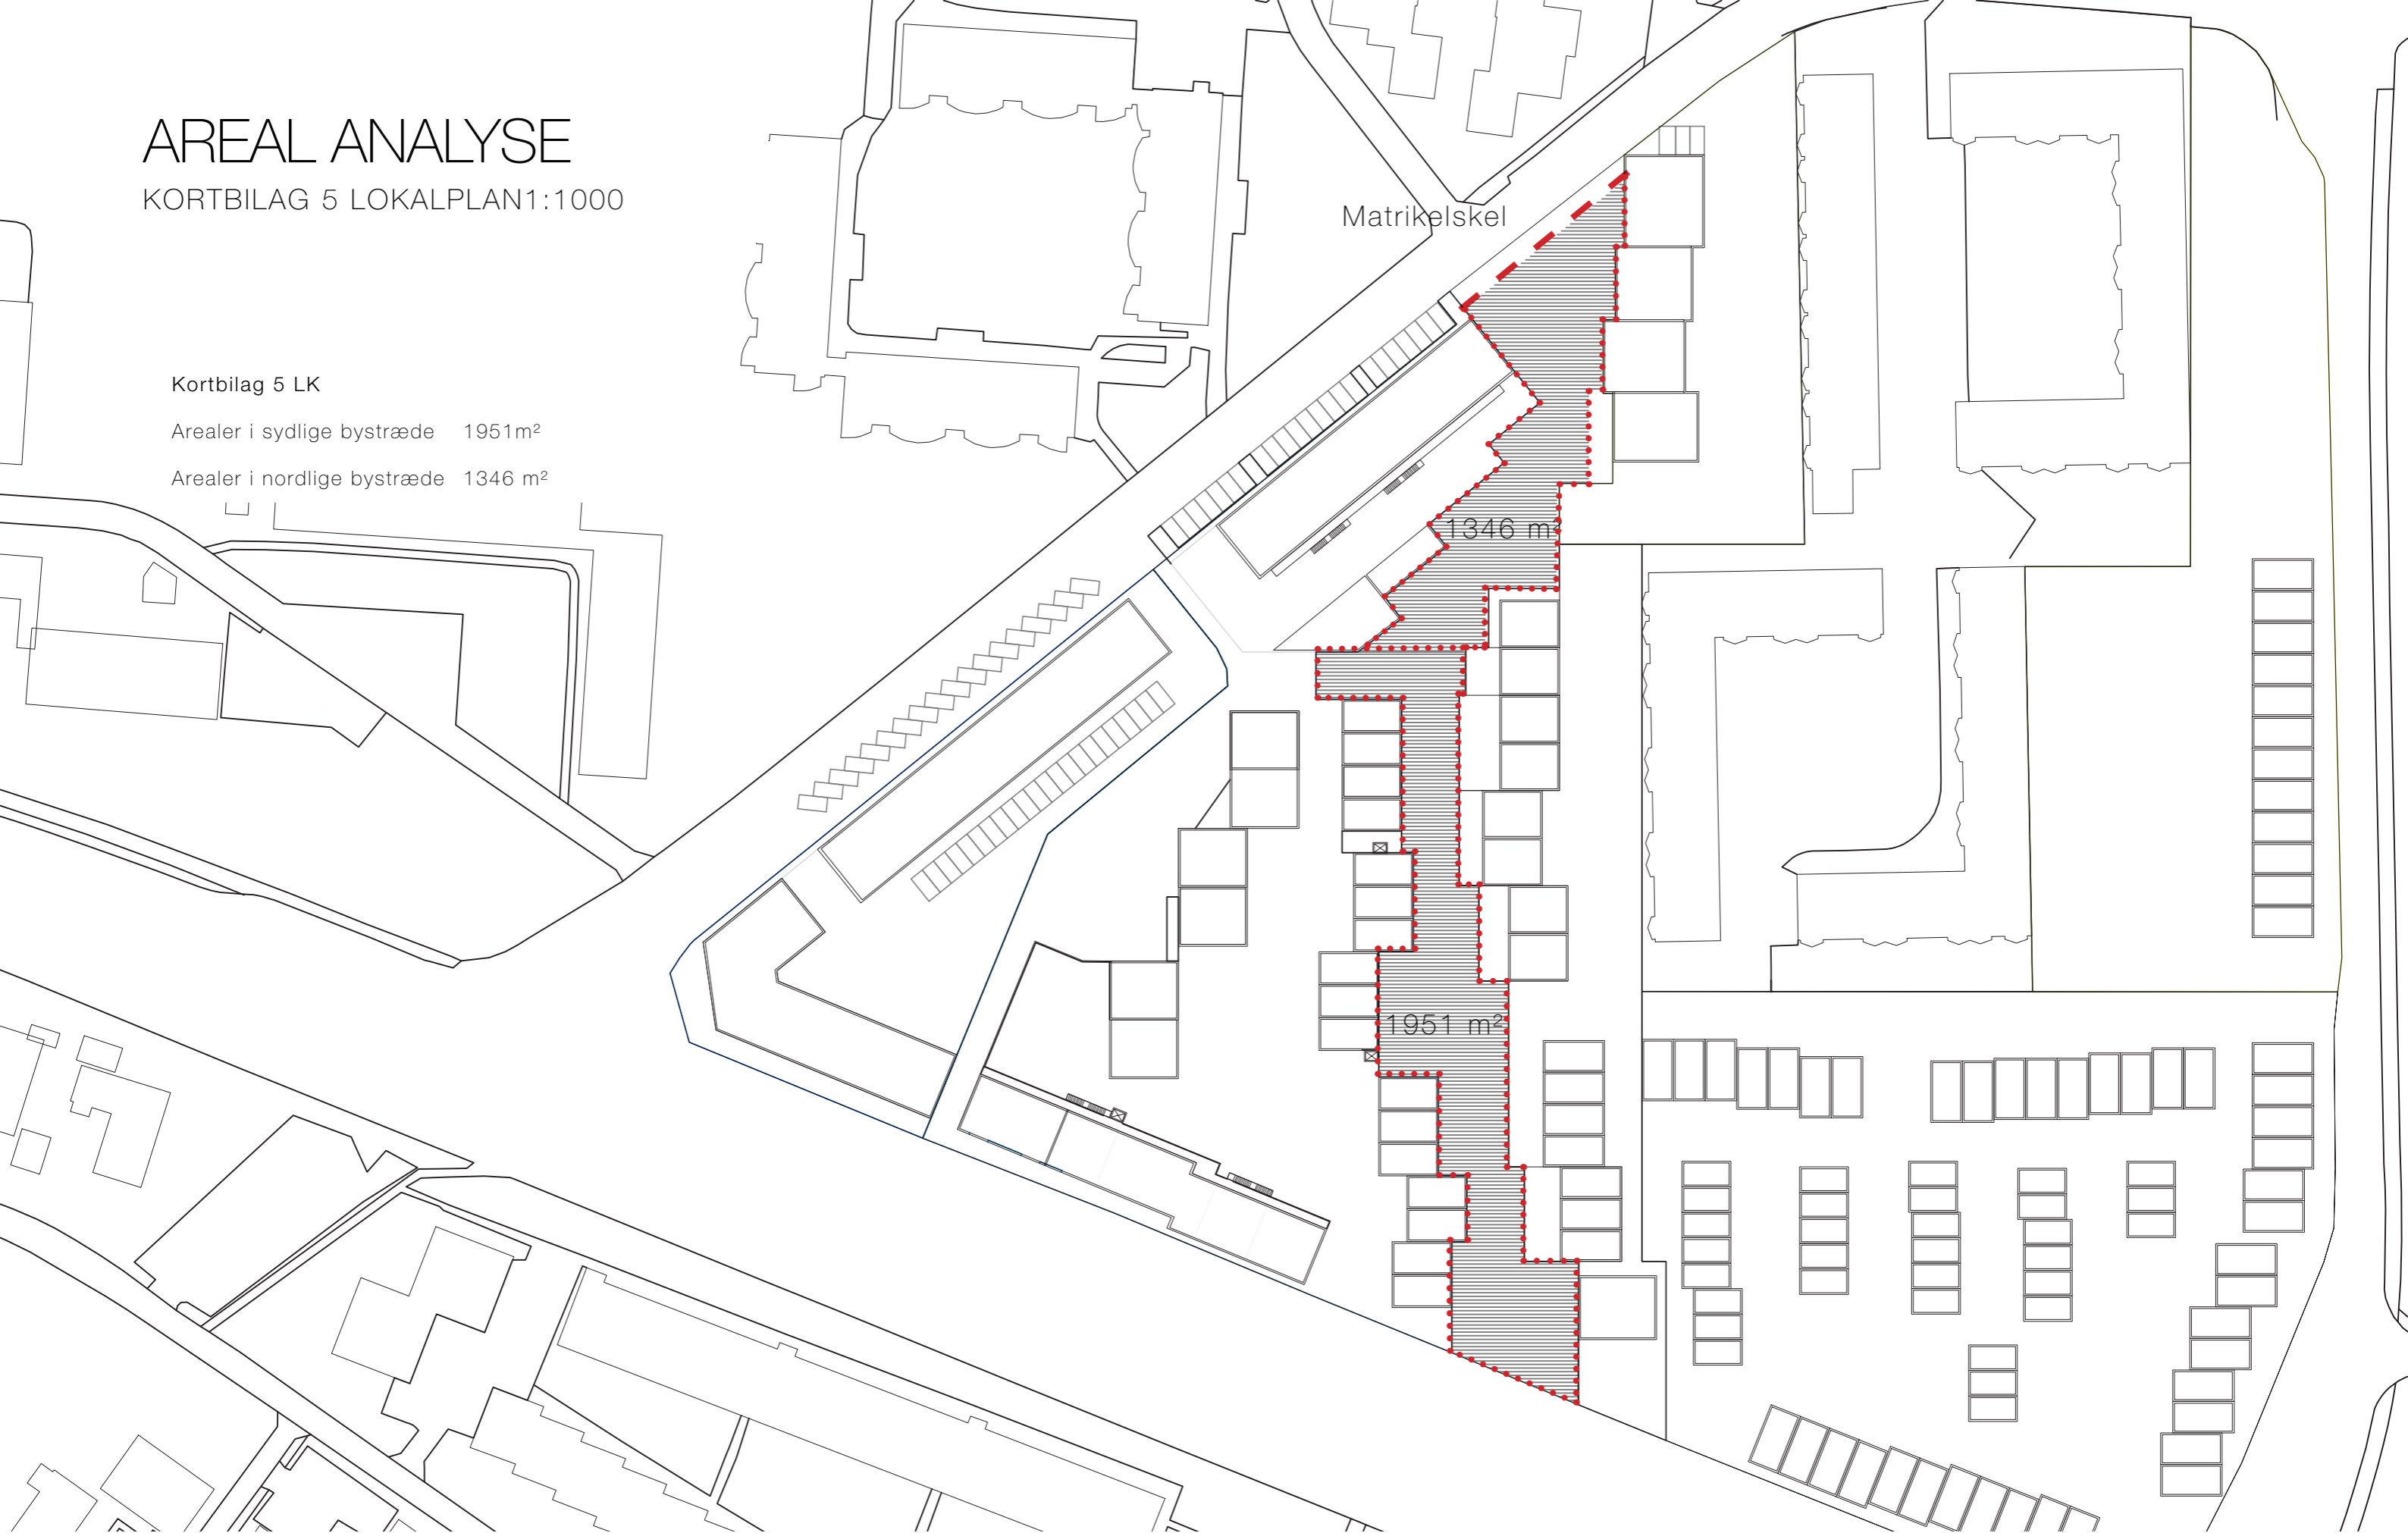 AREAL ANALYSE
KORTBILAG 5 LOKALPLAN1:1000
Matrikelskel
Kortbilag 5 LK
Arealer i sydlige bystræde 1951m²
Arealer i nordlige bystræde 1346 m²
1346 m²
1951 m²